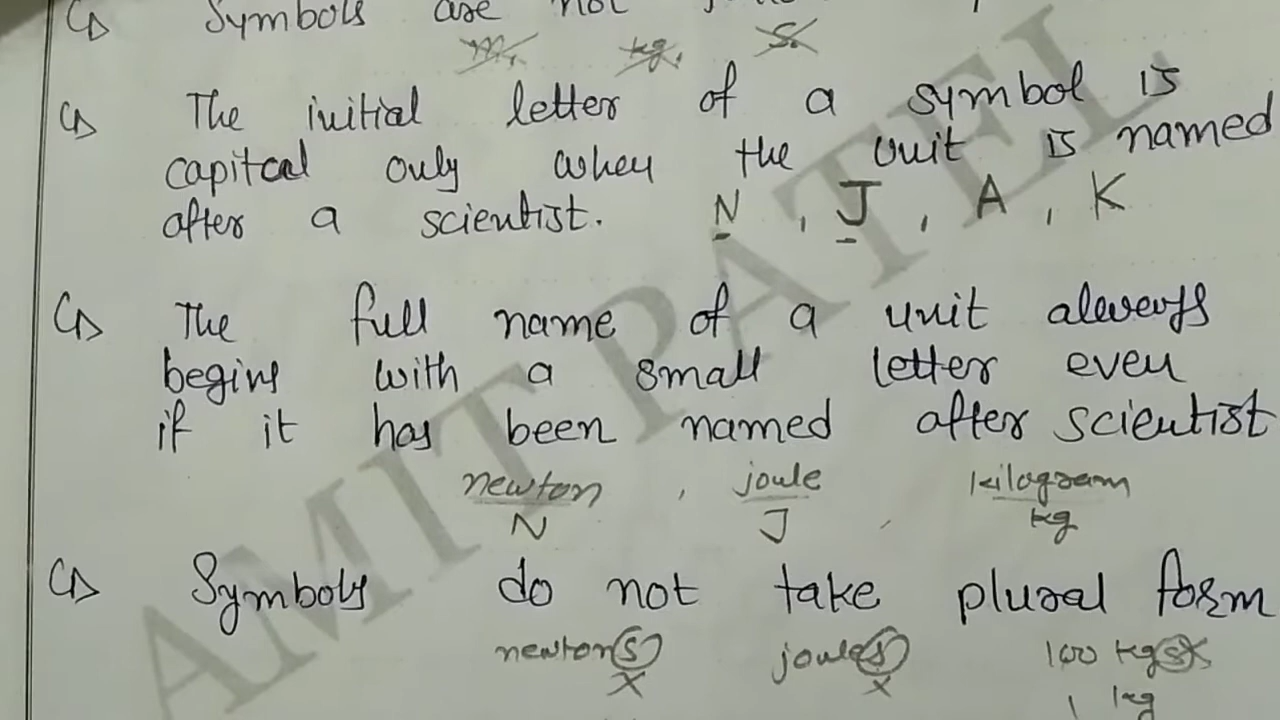 Symbols are not
m. kg. s.
The initial letter of a symbol is
capital only when the unit is named
after a scientist. N , J , A , K
The full name of a unit always
begins with a small letter even
if it has been named after scientist
newton , joule , kilogram
N J kg
Symbols do not take plural form
newtons joules 100 kgs
X X
1 kg
AMIT PATEL